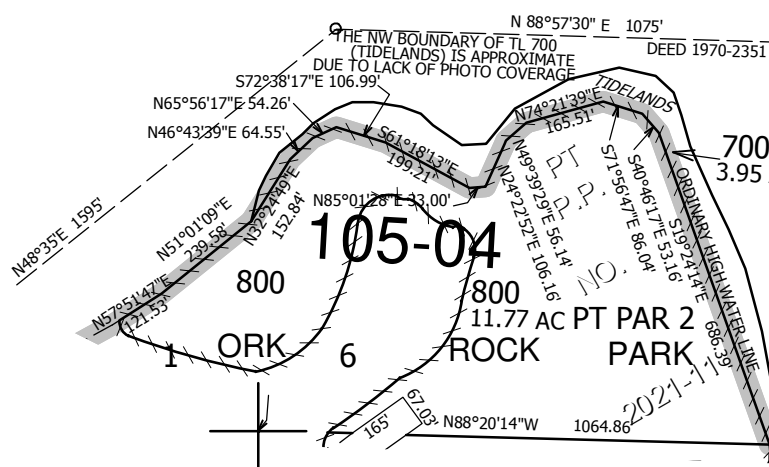 N 88°57'30" E 1075'
THE NW BOUNDARY OF TL 700
(TIDELANDS) IS APPROXIMATE
DUE TO LACK OF PHOTO COVERAGE
DEED 1970-2351
S72°38'17"E 106.99'
N65°56'17"E 54.26'
N46°43'39"E 64.55'
TIDELANDS
N74°21'39"E
165.51'
S61°18'13"E
199.21'
700
3.95
PT
P.P.
NO.
2021-11
N85°01'28"E 33.00'
N49°39'29"E 56.14'
N24°22'52"E 106.16'
S71°56'47"E 86.04'
S40°46'17"E 53.16'
S19°24'14"E
686.39'
ORDINARY HIGH WATER LINE
N32°24'49"E
152.84'
N51°01'09"E
239.58'
N48°35'E 1595'
N57°51'47"E
121.53'
105-04
800
800
11.77 AC
PT PAR 2
PARK
1
ORK
6
ROCK
67.03'
165'
N88°20'14"W 1064.86